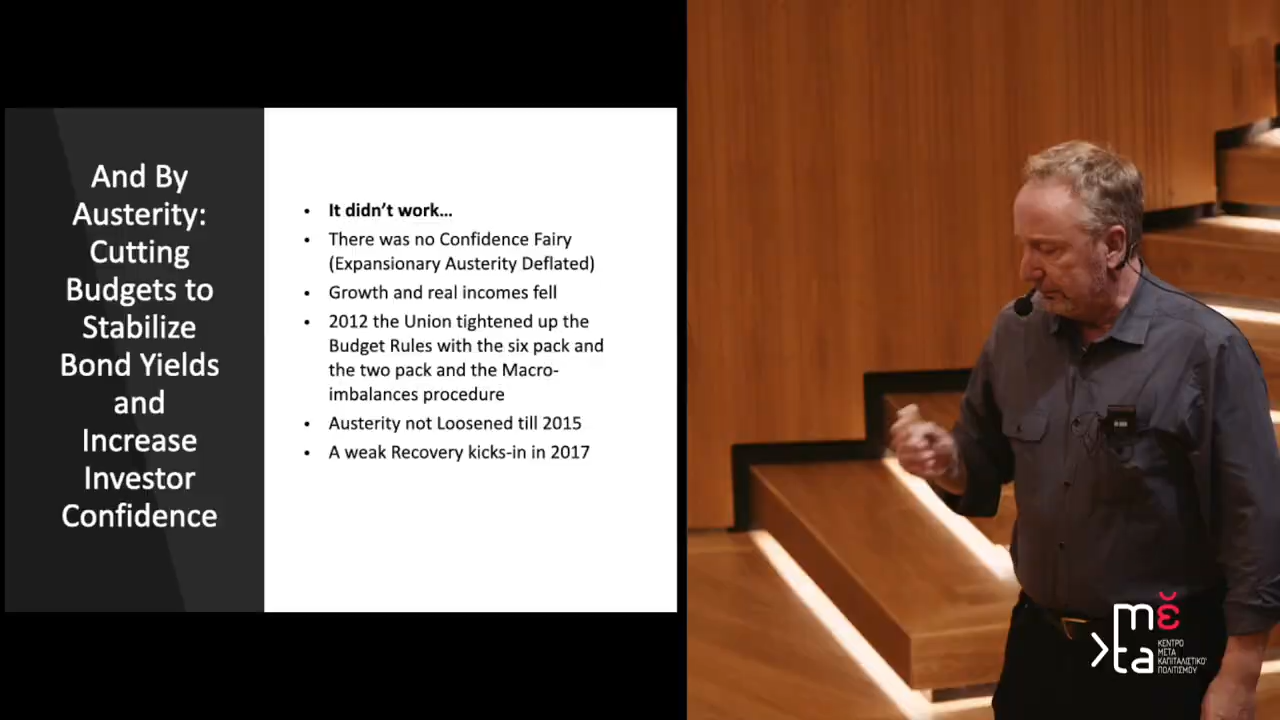 And By
Austerity:
Cutting
Budgets to
Stabilize
Bond Yields
and
Increase
Investor
Confidence
• It didn't work...
• There was no Confidence Fairy
(Expansionary Austerity Deflated)
• Growth and real incomes fell
• 2012 the Union tightened up the
Budget Rules with the six pack and
the two pack and the Macro-
imbalances procedure
• Austerity not Loosened till 2015
• A weak Recovery kicks-in in 2017
mĕ
ta
ΚΕΝΤΡΟ
ΜΕΤΑ
ΚΑΠΙΤΑΛΙΣΤΙΚΟΥ
ΠΟΛΙΤΙΣΜΟΥ